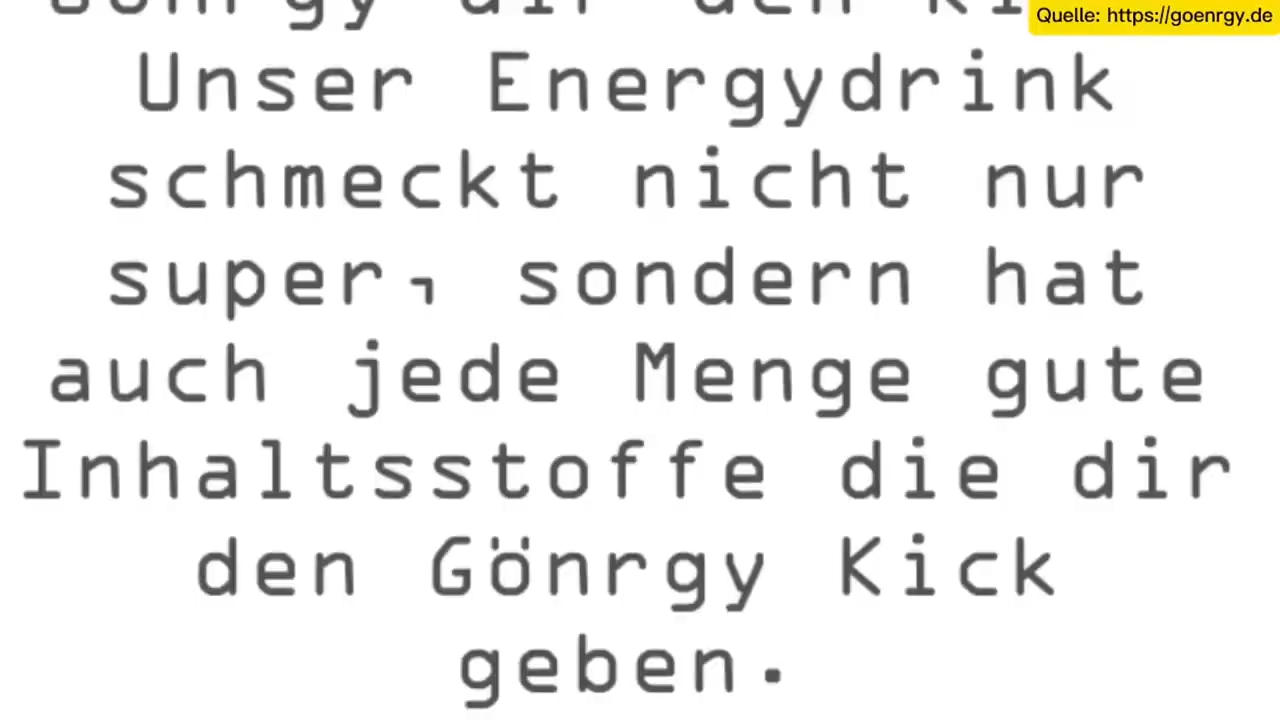 Quelle: https://goenrgy.de
Unser Energydrink
schmeckt nicht nur
super, sondern hat
auch jede Menge gute
Inhaltsstoffe die dir
den Gönrgy Kick
geben.